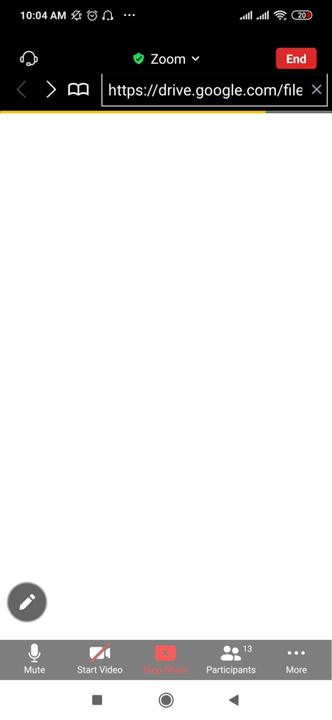 10:04 AM ... 20
Zoom End
https://drive.google.com/file
13
Mute Start Video Stop Share Participants More